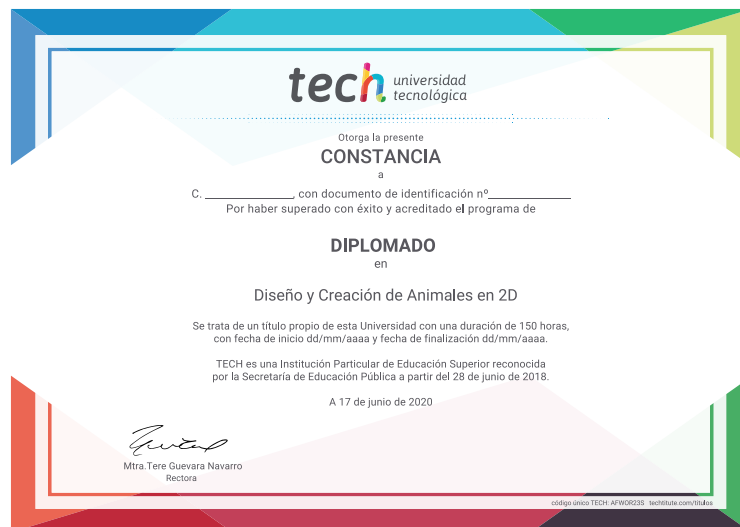 tech universidad
tecnológica
Otorga la presente
CONSTANCIA
a
C. ______________, con documento de identificación nº______________
Por haber superado con éxito y acreditado el programa de
DIPLOMADO
en
Diseño y Creación de Animales en 2D
Se trata de un título propio de esta Universidad con una duración de 150 horas,
con fecha de inicio dd/mm/aaaa y fecha de finalización dd/mm/aaaa.
TECH es una Institución Particular de Educación Superior reconocida
por la Secretaría de Educación Pública a partir del 28 de junio de 2018.
A 17 de junio de 2020
Mtra.Tere Guevara Navarro
Rectora
código único TECH: AFWOR23S techtitute.com/títulos